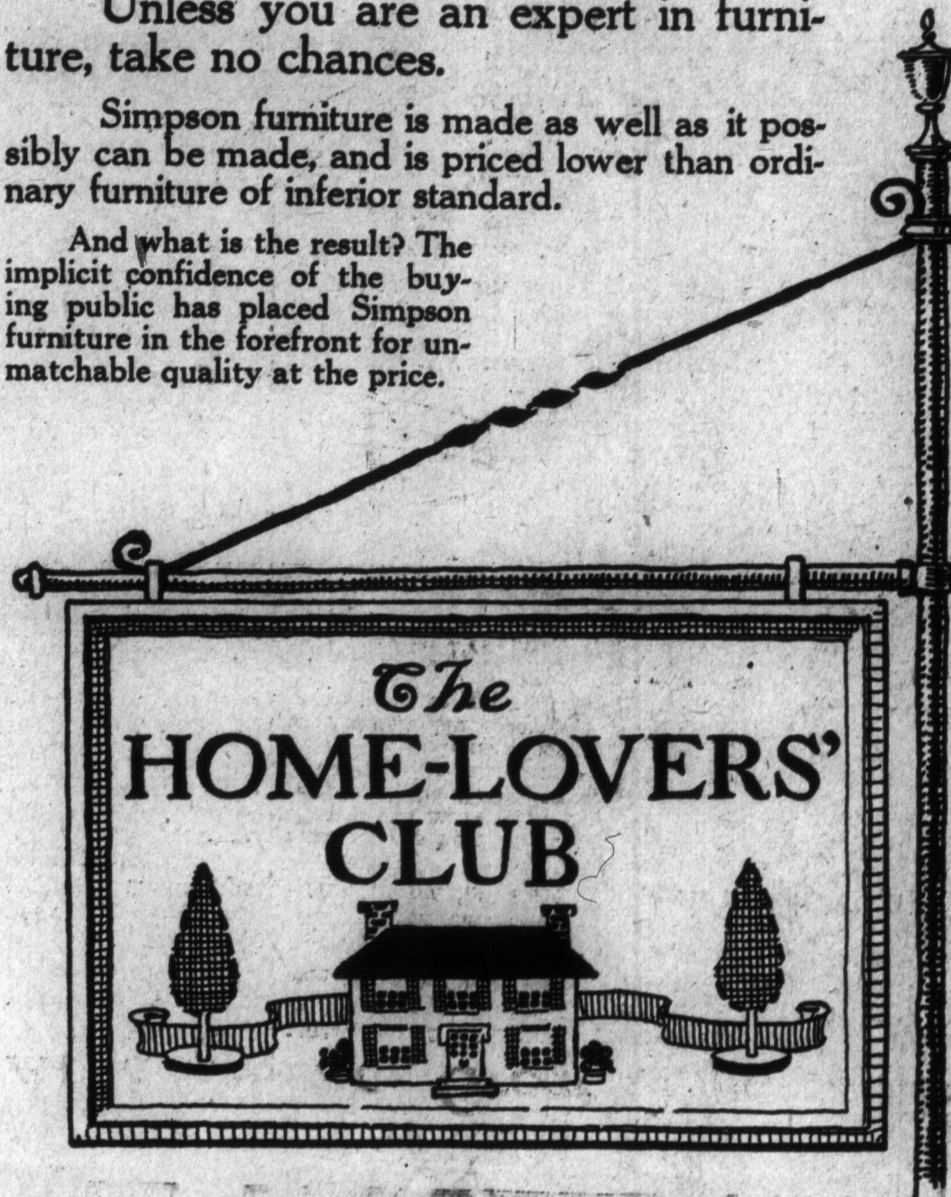 Unless you are an expert in furni-
ture, take no chances.
Simpson furniture is made as well as it pos-
sibly can be made, and is priced lower than ordi-
nary furniture of inferior standard.
And what is the result? The
implicit confidence of the buy-
ing public has placed Simpson
furniture in the forefront for un-
matchable quality at the price.
The
HOME-LOVERS'
CLUB